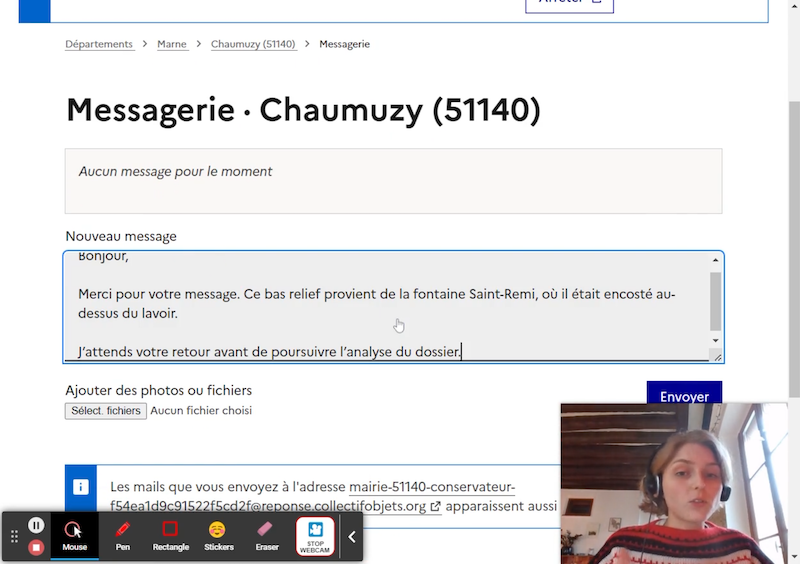 Départements > Marne > Chaumuzy (51140) > Messagerie
Messagerie · Chaumuzy (51140)
Aucun message pour le moment
Nouveau message
Bonjour,
Merci pour votre message. Ce bas relief provient de la fontaine Saint-Remi, où il était encosté au-
dessus du lavoir.
J’attends votre retour avant de poursuivre l’analyse du dossier.
Ajouter des photos ou fichiers
Envoyer
Sélect. fichiers Aucun fichier choisi
Les mails que vous envoyez à l'adresse mairie-51140-conservateur-
f54ea1d9c91522f5cd2f@reponse.collectifobjets.org apparaissent aussi
Mouse Pen Rectangle Stickers Eraser STOP
WEBCAM